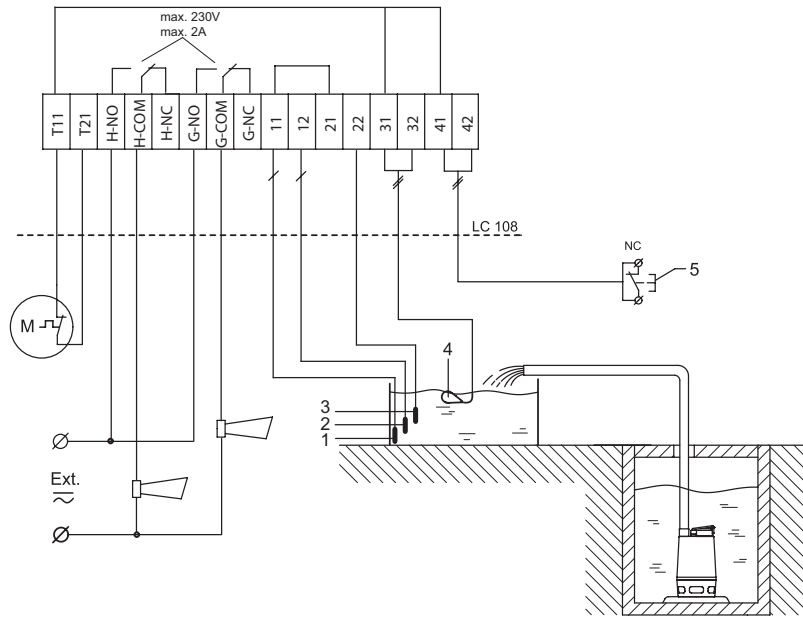 max. 230V
max. 2A
T11 T21 H-NO H-COM H-NC G-NO G-COM G-NC 11 12 21 22 31 32 41 42
LC 108
NC
5
M
4
3
2
1
Ext.